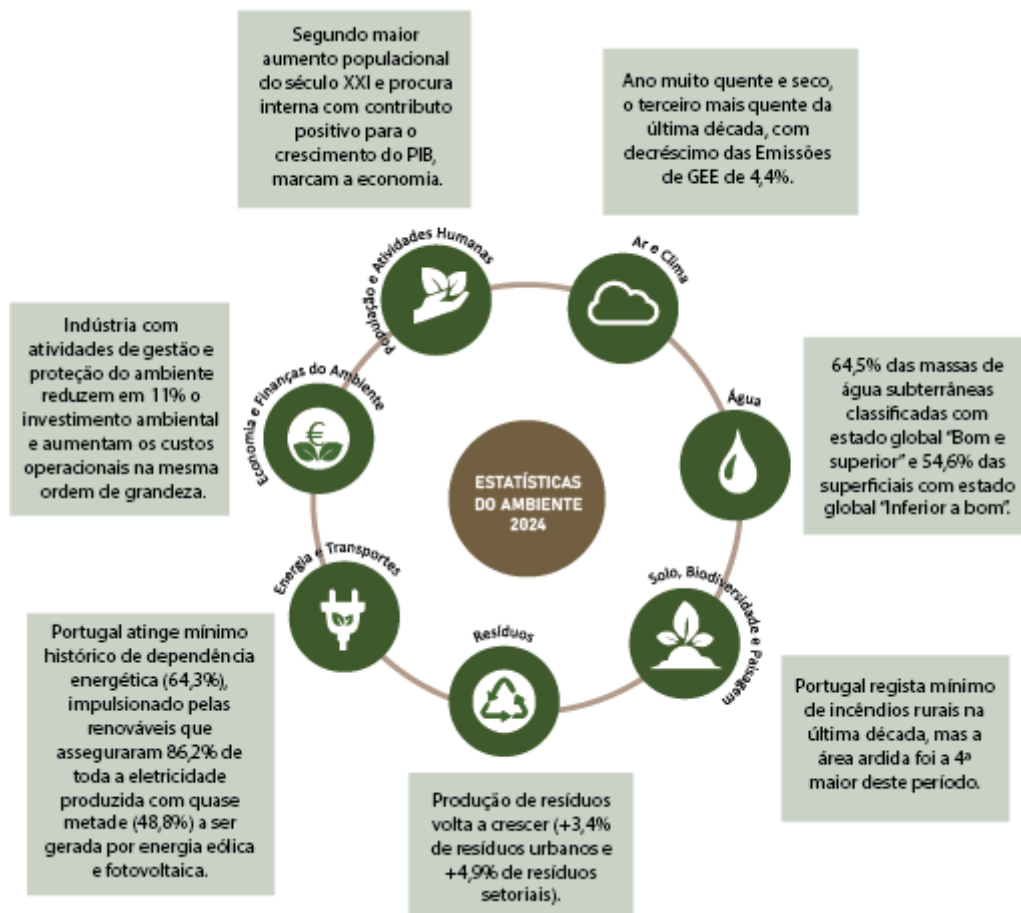 Segundo maior
aumento populacional
do século XXI e procura
interna com contributo
positivo para o
crescimento do PIB,
marcam a economia.
Ano muito quente e seco,
o terceiro mais quente da
última década, com
decréscimo das Emissões
de GEE de 4,4%.
População e Atividades Humanas
Ar e Clima
Indústria com
atividades de gestão e
proteção do ambiente
reduzem em 11% o
investimento ambiental
e aumentam os custos
operacionais na mesma
ordem de grandeza.
Economia e Finanças do Ambiente
Água
64,5% das massas de
água subterrâneas
classificadas com
estado global “Bom e
superior” e 54,6% das
superficiais com estado
global “Inferior a bom”.
ESTATÍSTICAS
DO AMBIENTE
2024
Energia e Transportes
Solo, Biodiversidade e Paisagem
Resíduos
Portugal atinge mínimo
histórico de dependência
energética (64,3%),
impulsionado pelas
renováveis que
asseguraram 86,2% de
toda a eletricidade
produzida com quase
metade (48,8%) a ser
gerada por energia eólica
e fotovoltaica.
Portugal regista mínimo
de incêndios rurais na
última década, mas a
área ardida foi a 4ª
maior deste período.
Produção de resíduos
volta a crescer (+3,4%
de resíduos urbanos e
+4,9% de resíduos
setoriais).